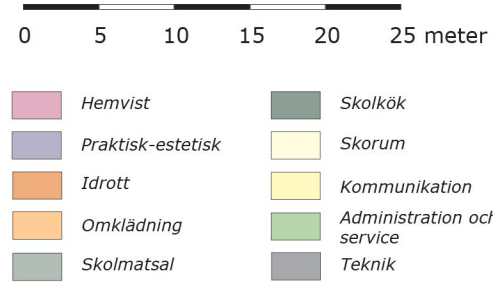 0 5 10 15 20 25 meter
Hemvist
Praktisk-estetisk
Idrott
Omklädning
Skolmatsal
Skolkök
Skorum
Kommunikation
Administration och
service
Teknik